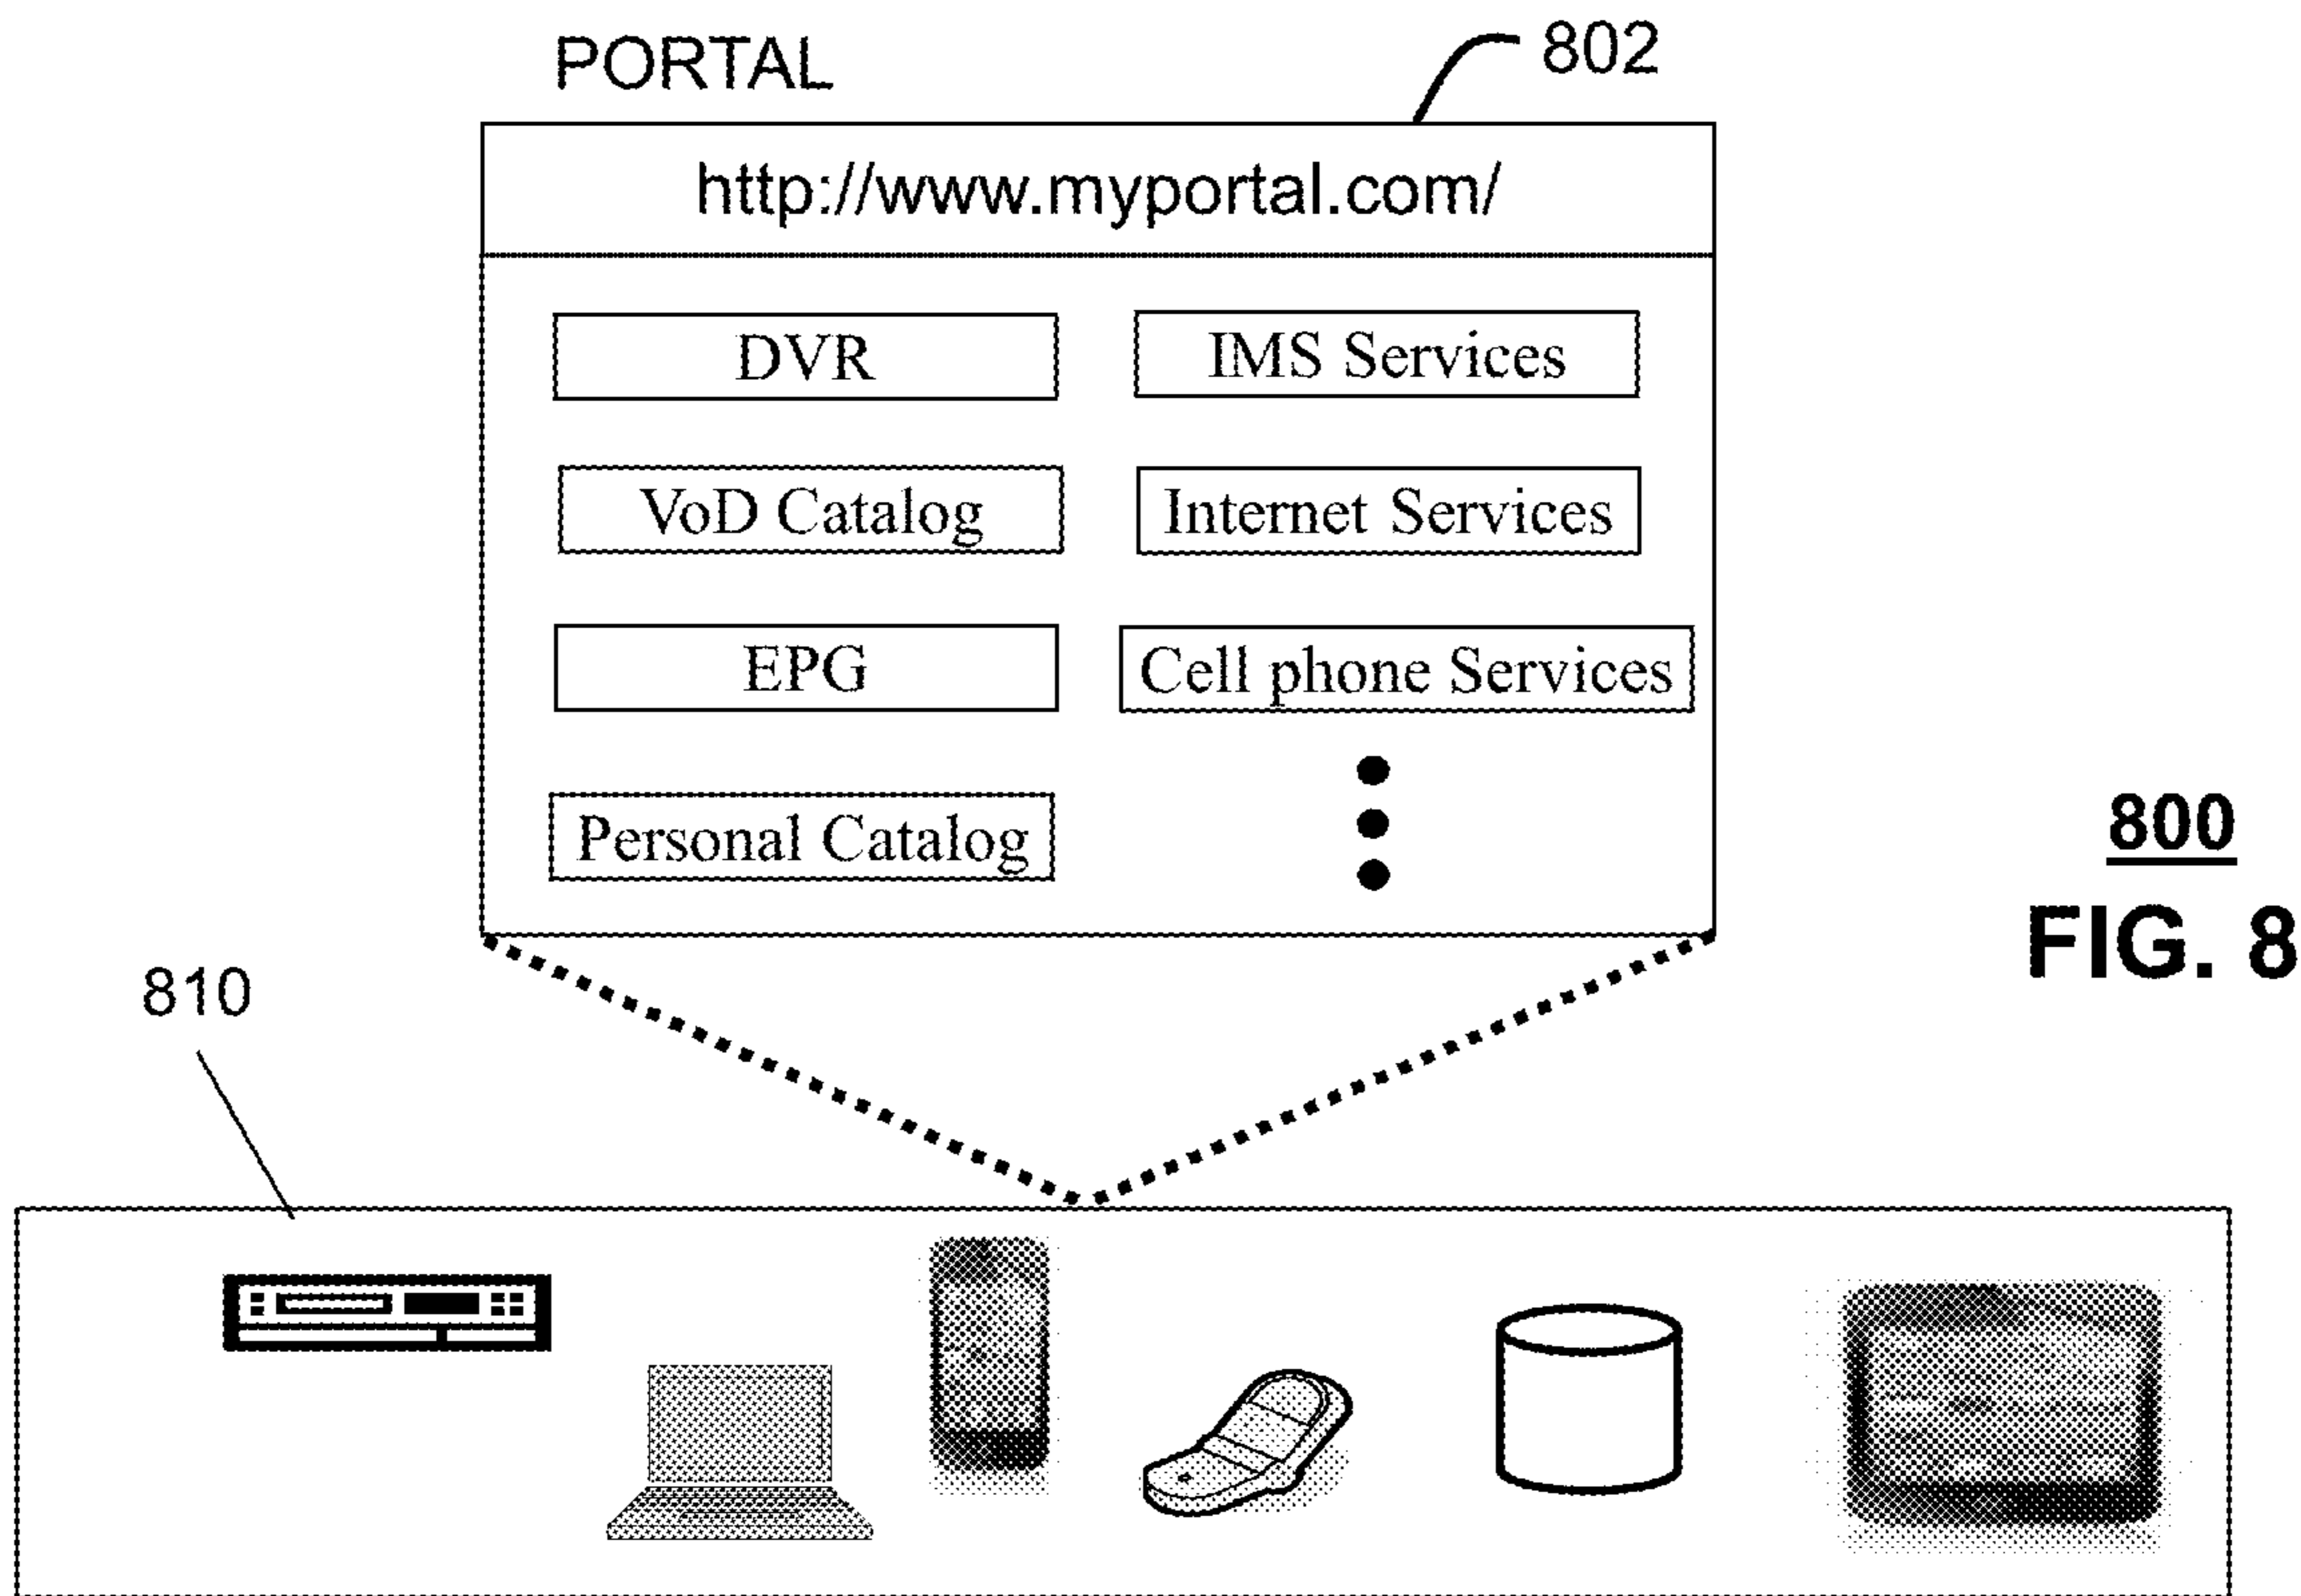 PORTAL
802
http://www.myportal.com/
DVR
IMS Services
VoD Catalog
Internet Services
EPG
Cell phone Services
Personal Catalog
800
FIG. 8
810